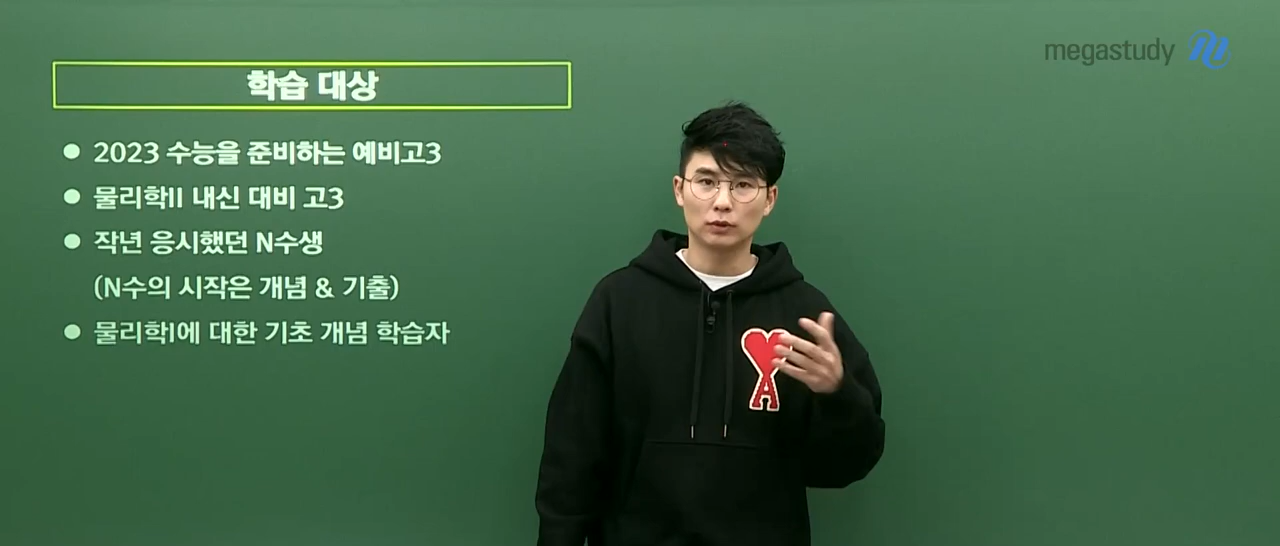 megastudy
학습 대상
● 2023 수능을 준비하는 예비고3
● 물리학II 내신 대비 고3
● 작년 응시했던 N수생
(N수의 시작은 개념 & 기출)
● 물리학I에 대한 기초 개념 학습자
A